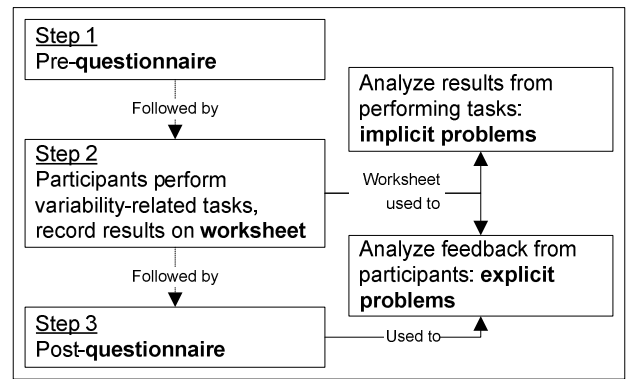 Step 1
Pre-questionnaire
Followed by
Step 2
Participants perform
variability-related tasks,
record results on worksheet
Followed by
Step 3
Post-questionnaire
Analyze results from
performing tasks:
implicit problems
Worksheet
used to
Analyze feedback from
participants: explicit
problems
Used to